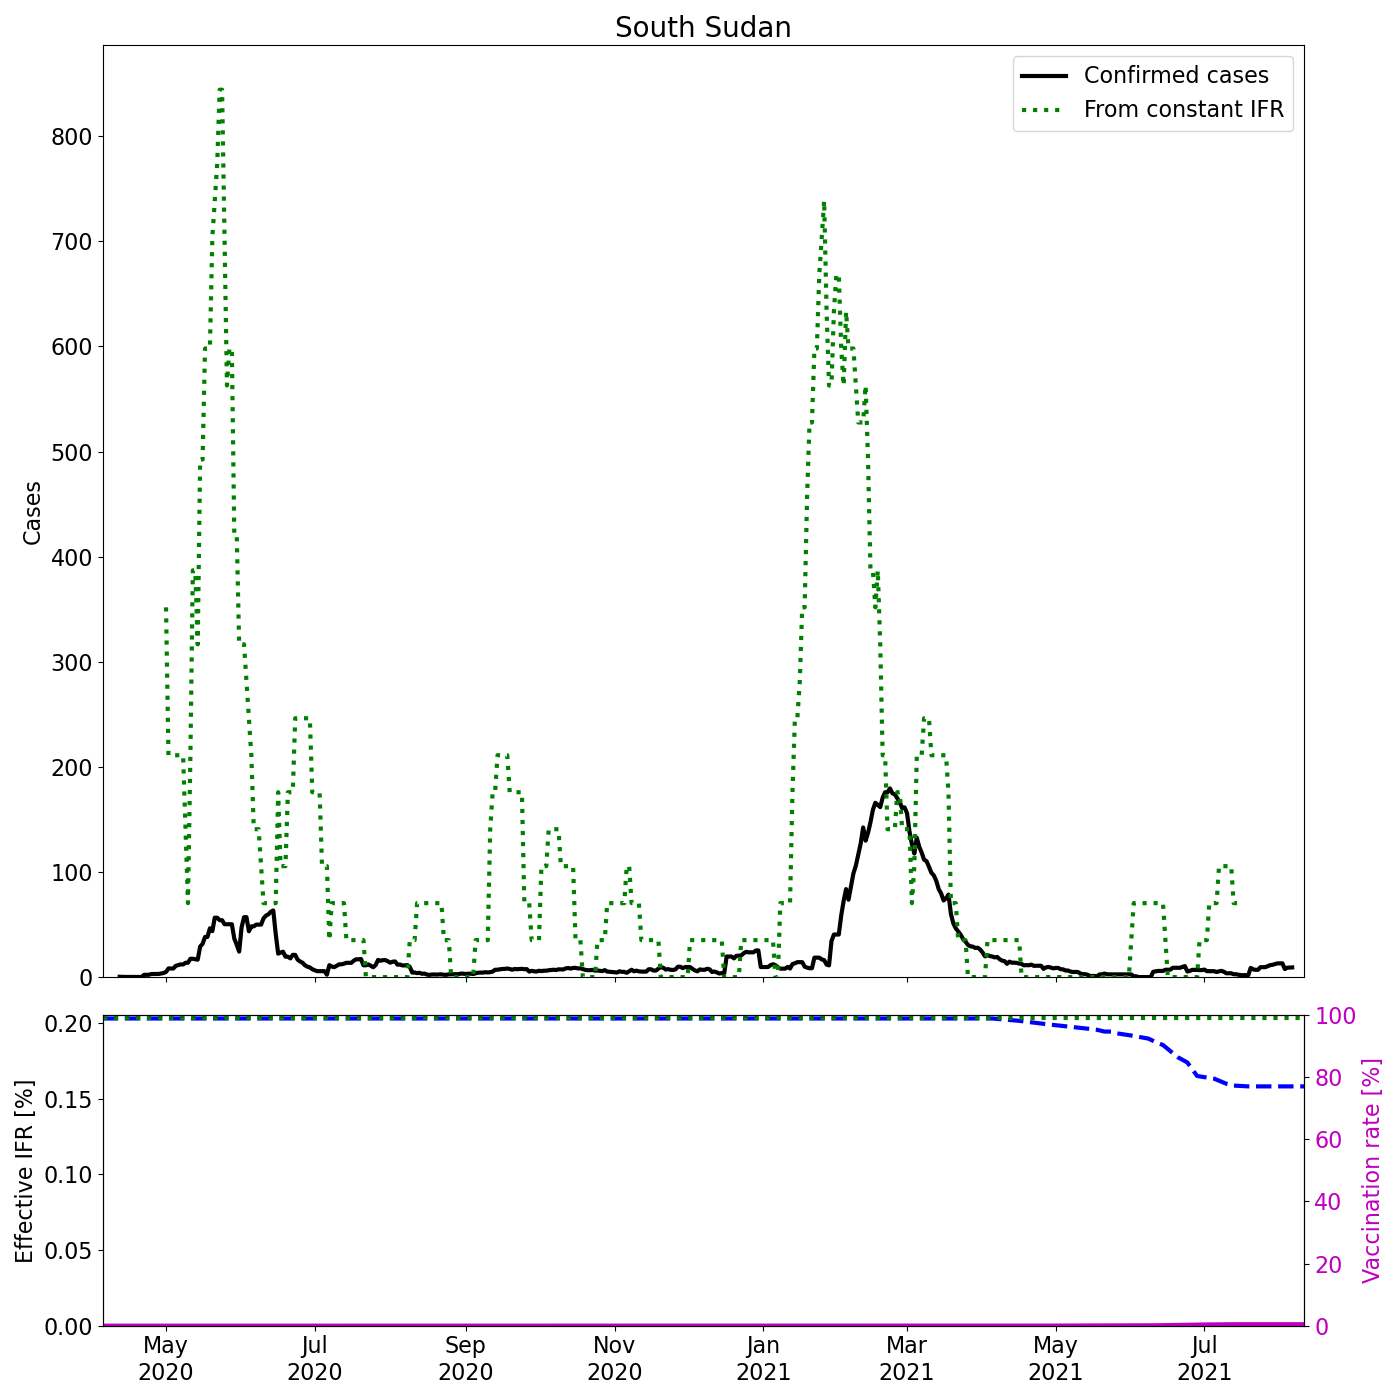 South Sudan
Confirmed cases
From constant IFR
Cases
800
700
600
500
400
300
200
100
0
Effective IFR [%]
0.20
0.15
0.10
0.05
0.00
Vaccination rate [%]
100
80
60
40
20
0
May
2020
Jul
2020
Sep
2020
Nov
2020
Jan
2021
Mar
2021
May
2021
Jul
2021